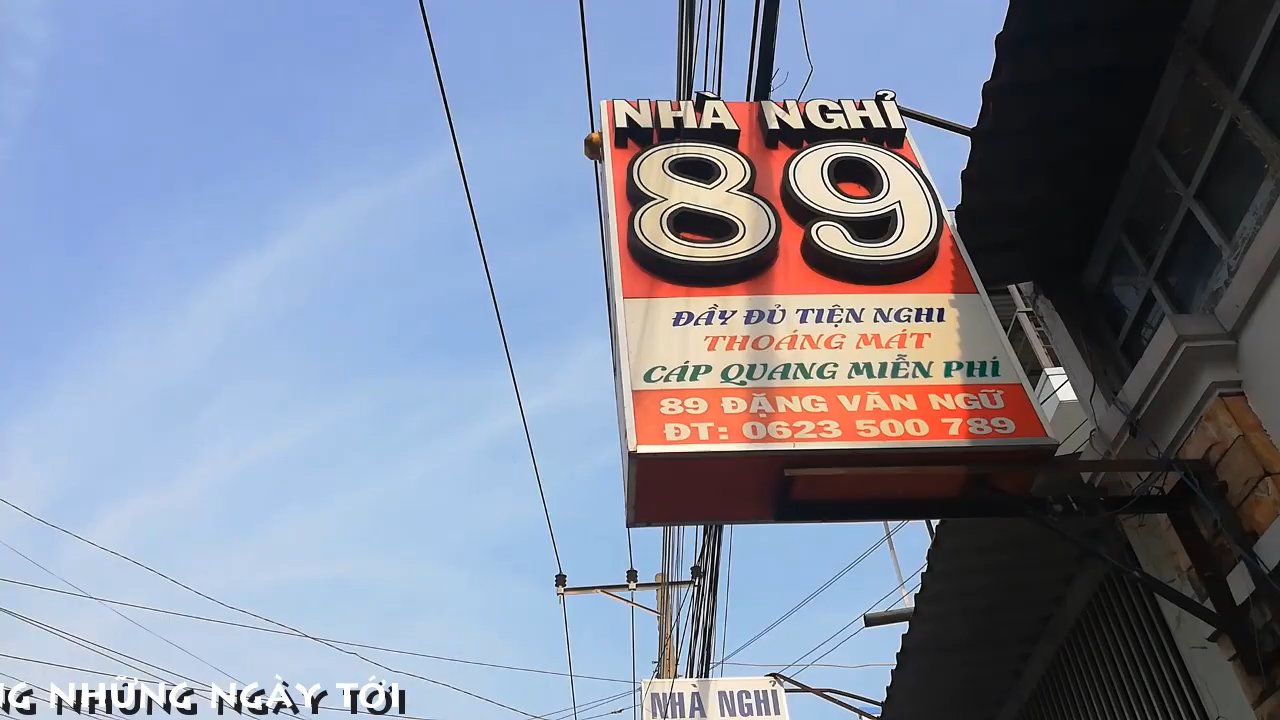 NHÀ NGHỈ
89
ĐẦY ĐỦ TIỆN NGHI
THOÁNG MÁT
CÁP QUANG MIỄN PHÍ
89 ĐẶNG VĂN NGỮ
ĐT: 0623 500 789
NHÀ NGHỈ
NHỮNG NGÀY TỚI